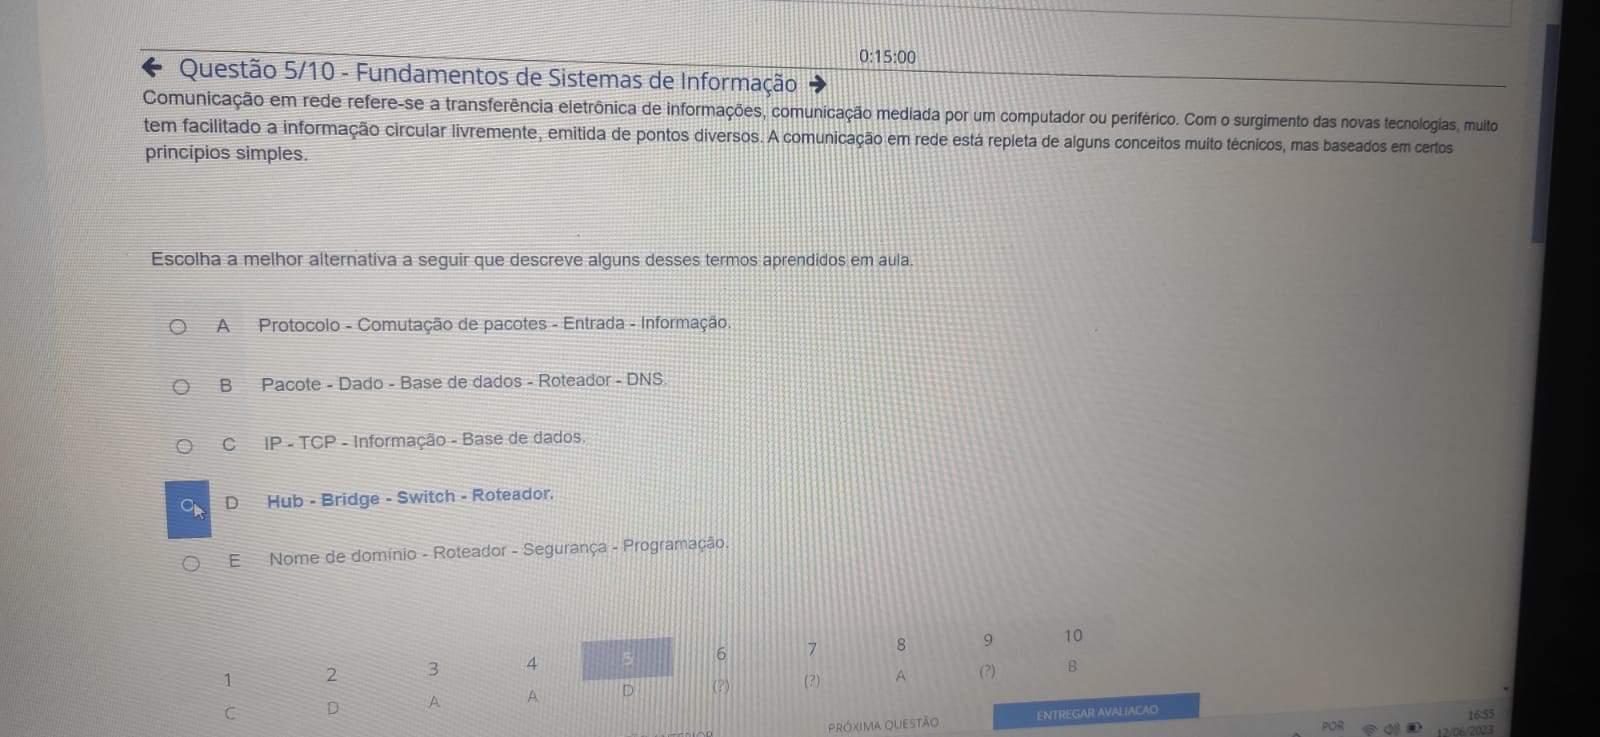 0:15:00
Questão 5/10 - Fundamentos de Sistemas de Informação
Comunicação em rede refere-se a transferência eletrônica de informações, comunicação mediada por um computador ou periférico. Com o surgimento das novas tecnologias, muito
tem facilitado a informação circular livremente, emitida de pontos diversos. A comunicação em rede está repleta de alguns conceitos muito técnicos, mas baseados em certos
princípios simples.
Escolha a melhor alternativa a seguir que descreve alguns desses termos aprendidos em aula.
A Protocolo - Comutação de pacotes - Entrada - Informação.
B Pacote - Dado - Base de dados - Roteador - DNS.
C IP - TCP - Informação - Base de dados.
D Hub - Bridge - Switch - Roteador.
E Nome de domínio - Roteador - Segurança - Programação.
1 2 3 4 5 6 7 8 9 10
C D A A D (?) (?) A (?) B
PRÓXIMA QUESTÃO ENTREGAR AVALIACAO
POR 16:55
12/06/2023